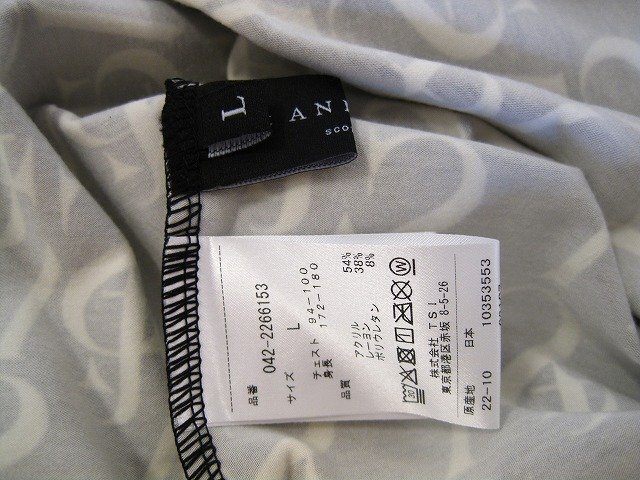 L
AN
SCO
品番 042-2266153
サイズ L
チェスト 94-100
身長 172-180
品質 アクリル 54%
レーヨン 38%
ポリウレタン 8%
30
W
株式会社 TSI
東京都港区赤坂 8-5-26
原産地 日本 10353553
22-10